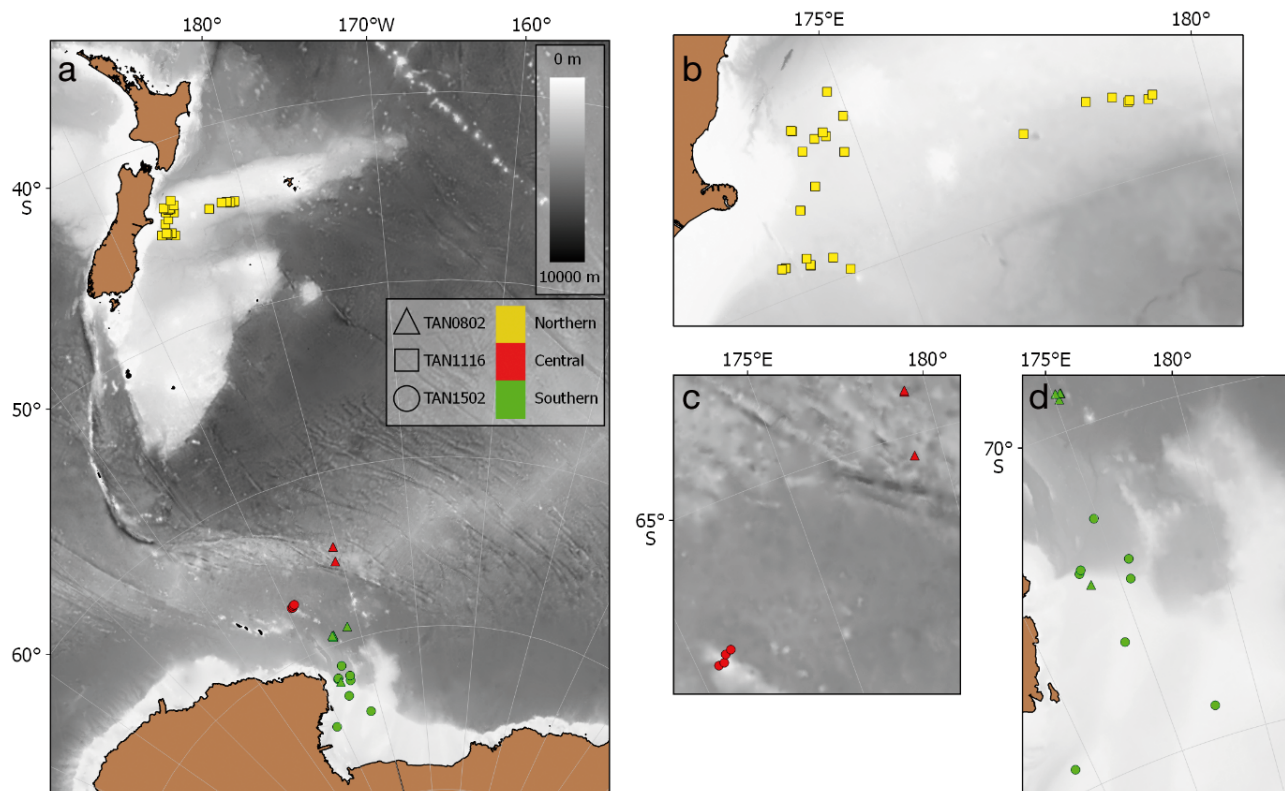 180°
170°W
160°
a
0 m
10000 m
40°
S
50°
60°
TAN0802
Northern
TAN1116
Central
TAN1502
Southern
175°E
180°
b
175°E
180°
c
65°
S
175°E
180°
d
70°
S